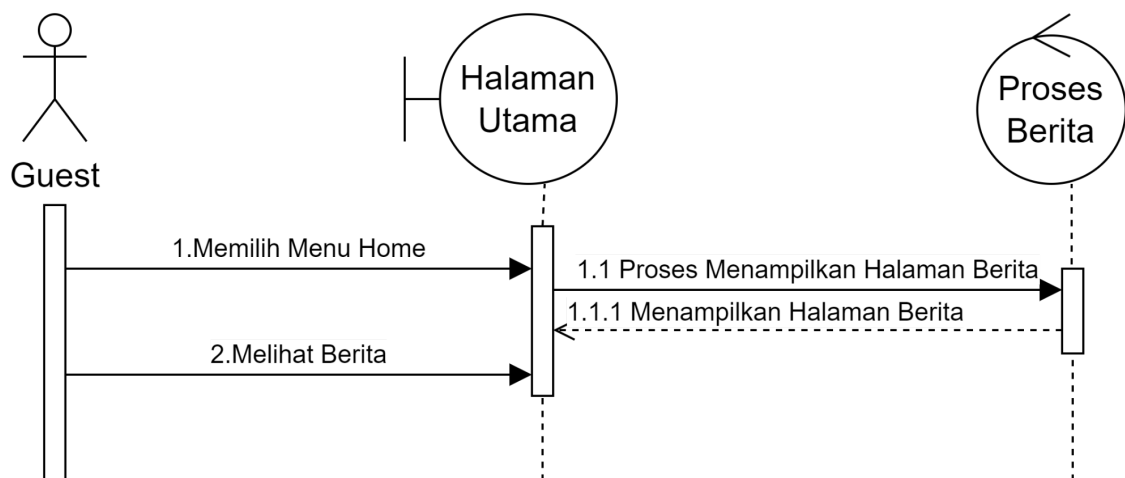 Halaman
Utama
Proses
Berita
Guest
1.Memilih Menu Home
1.1 Proses Menampilkan Halaman Berita
1.1.1 Menampilkan Halaman Berita
2.Melihat Berita